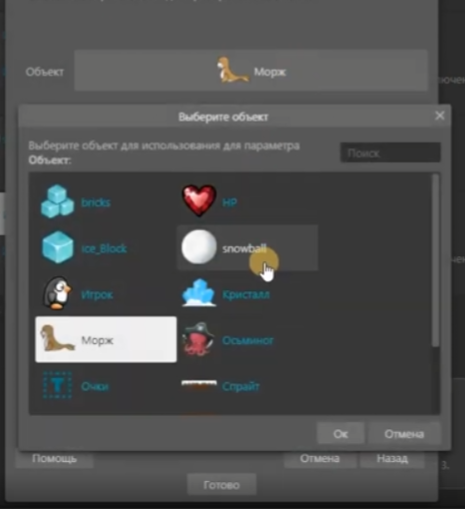 Объект
Морж
Выберите объект
Выберите объект для использования для параметра
Объект:
Поиск
bricks
HP
ice_Block
snowball
Игрок
Кристалл
Морж
Осьминог
Очки
Спрайт
Ок
Отмена
Помощь
Отмена
Назад
Готово